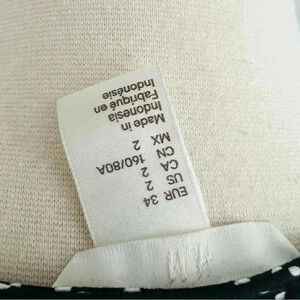 EUR 34
US 2
CA 2
CN 160/80A
MX 2
Made in
Indonesia
Fabriqué en
Indonésie